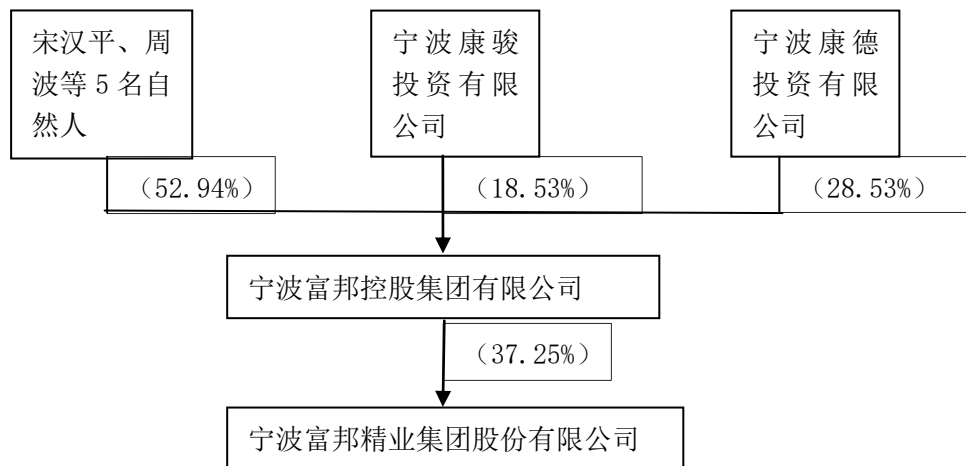 宋汉平、周
波等 5 名自
然人
宁波康骏
投资有限
公司
宁波康德
投资有限
公司
（52.94%）
（18.53%）
（28.53%）
宁波富邦控股集团有限公司
（37.25%）
宁波富邦精业集团股份有限公司